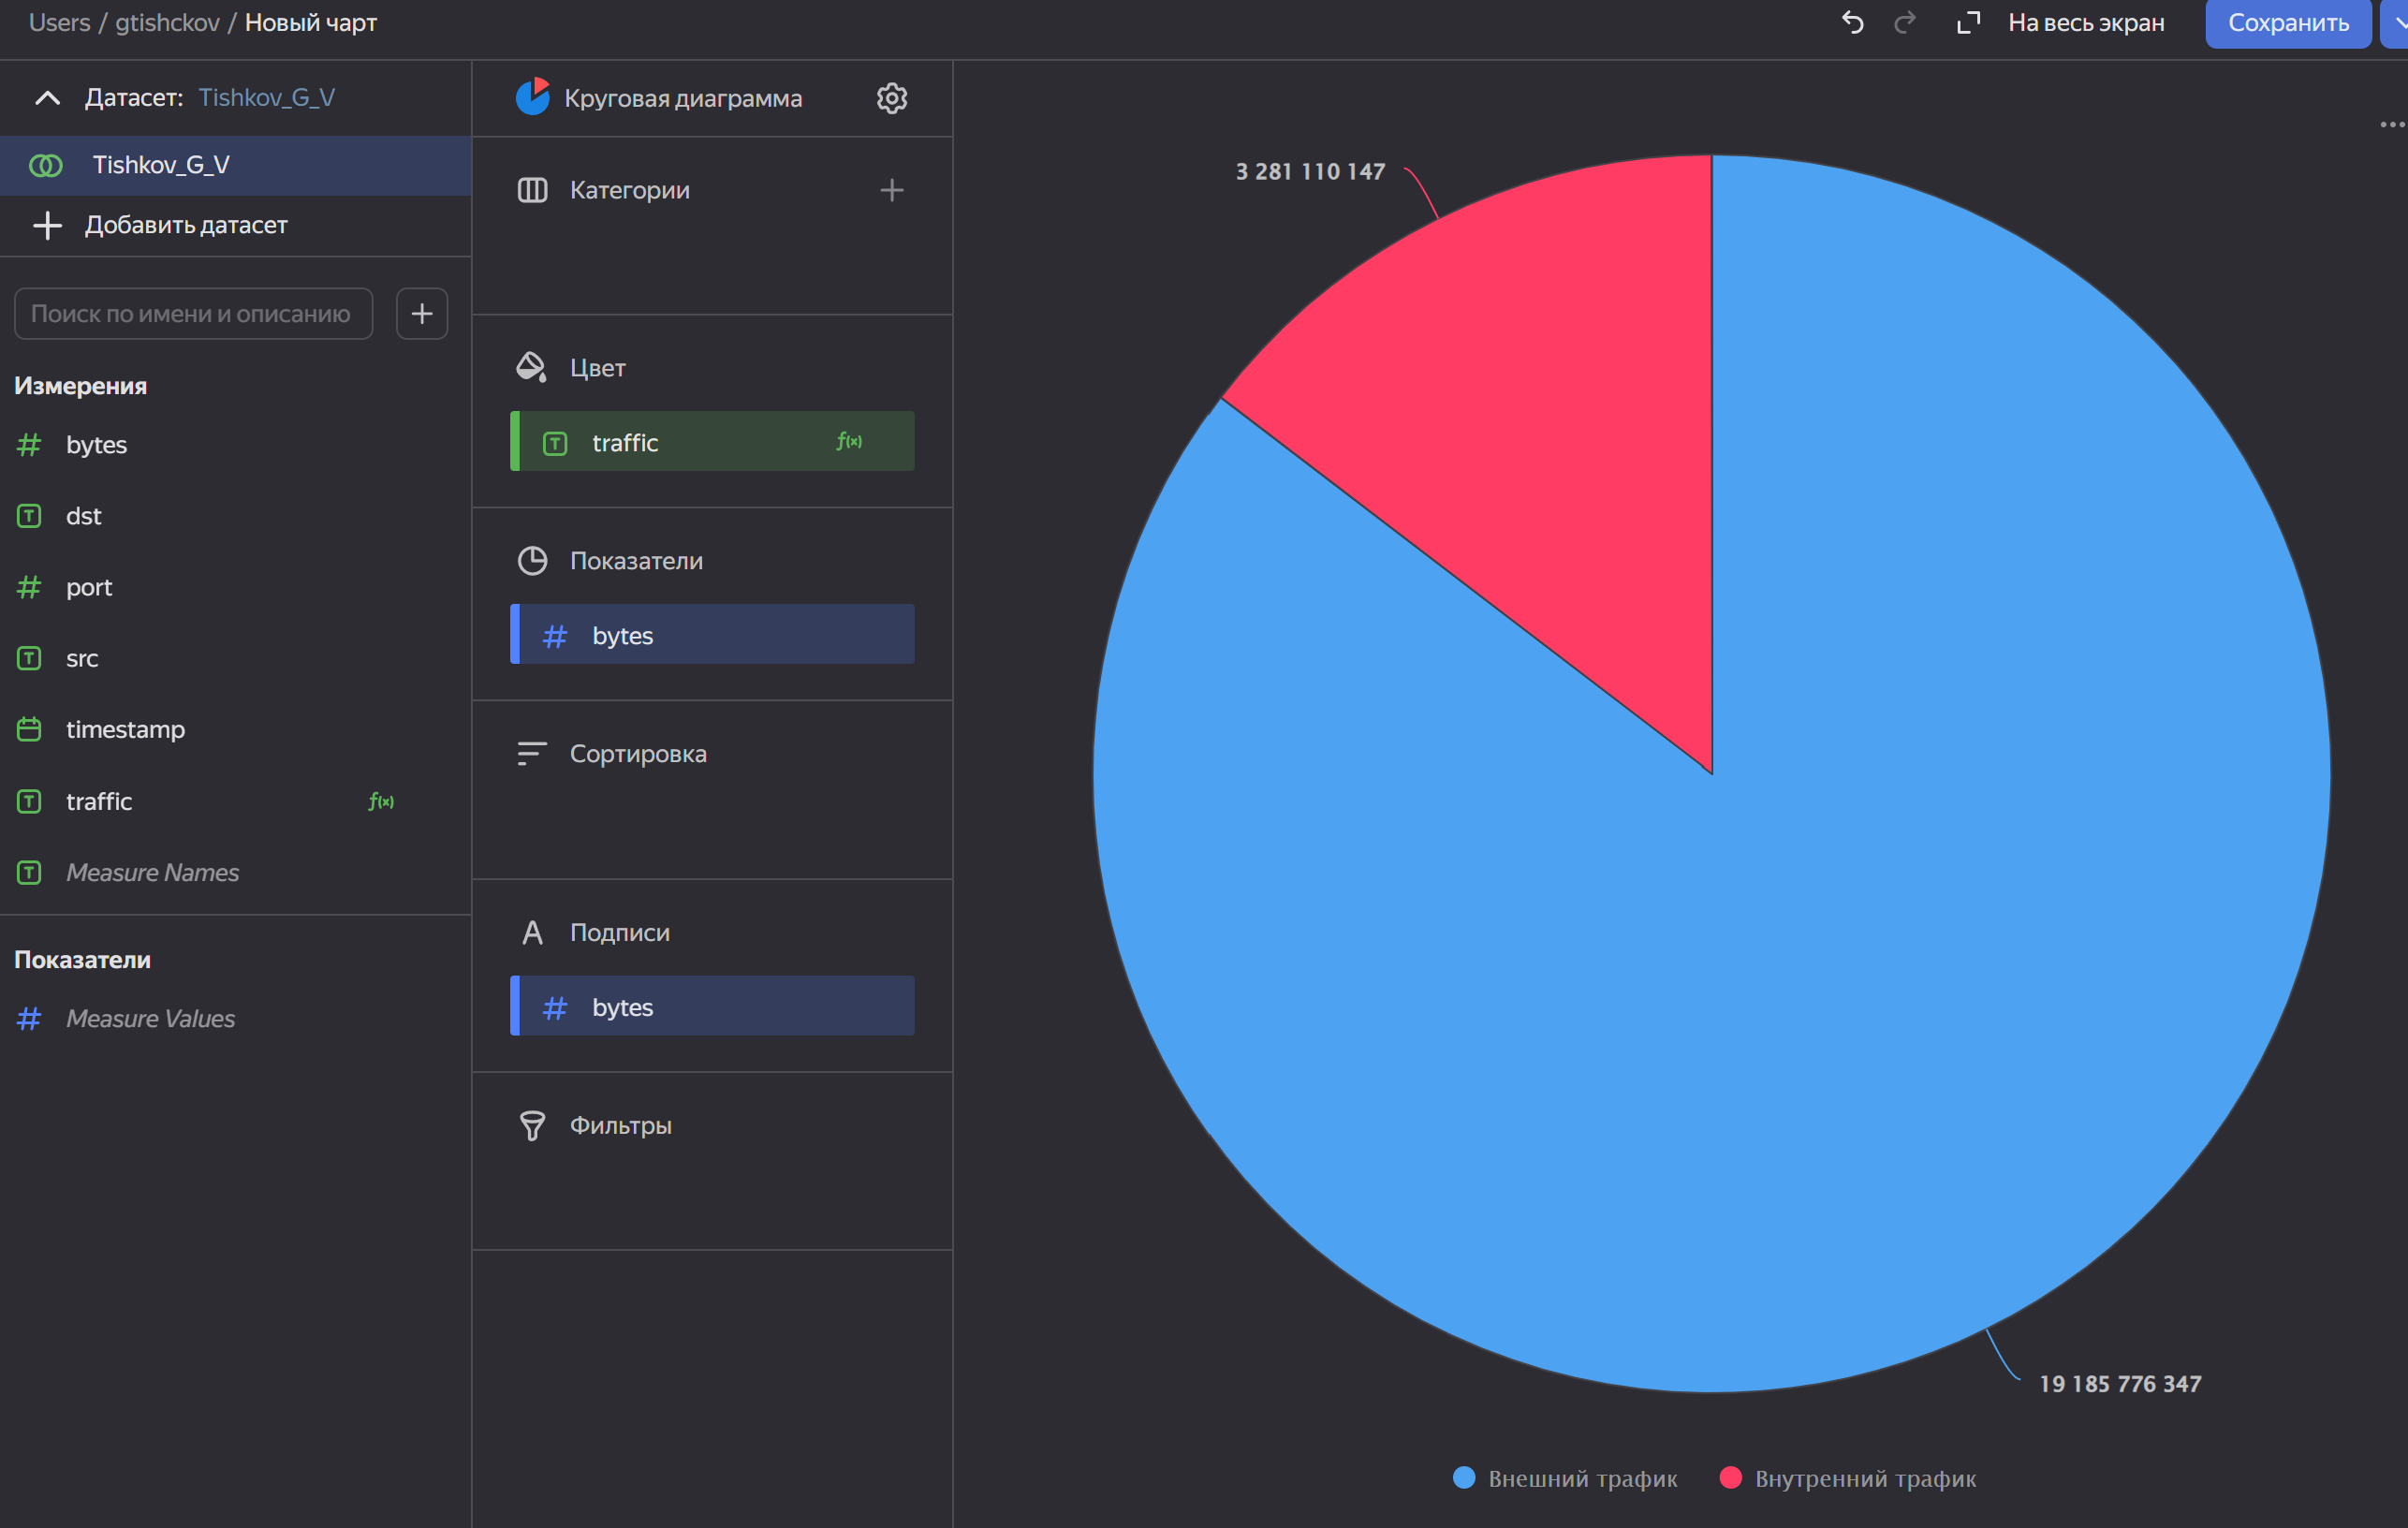 Users / gtishckov / Новый чарт
На весь экран
Сохранить
Датасет: Tishkov_G_V
Tishkov_G_V
Добавить датасет
Поиск по имени и описанию
Измерения
bytes
dst
port
src
timestamp
traffic
Measure Names
Показатели
Measure Values
Круговая диаграмма
Категории
Цвет
traffic
Показатели
bytes
Сортировка
Подписи
bytes
Фильтры
3 281 110 147
19 185 776 347
Внешний трафик
Внутренний трафик